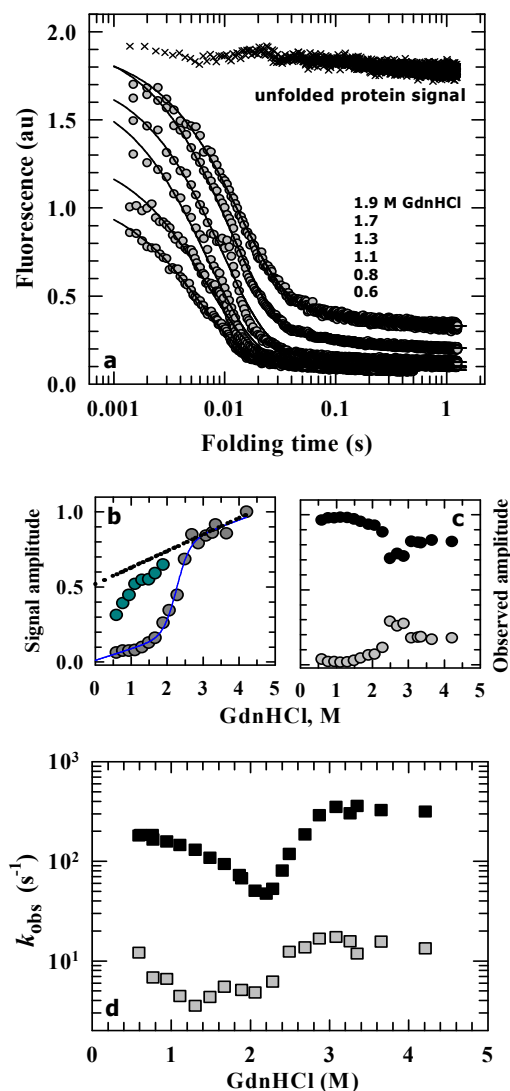 2.0
unfolded protein signal
1.5
Fluorescence (au)
1.9 M GdnHCl
1.0
1.7
1.3
1.1
0.5
0.8
0.6
a
0.0
0.001 0.01 0.1 1
Folding time (s)
1.0 b c
Signal amplitude
0.5
Observed amplitude
0.0
0 1 2 3 4 5 0 1 2 3 4 5
GdnHCl, M
10³
10²
kobs (s⁻¹)
10¹
d
0 1 2 3 4 5
GdnHCl (M)